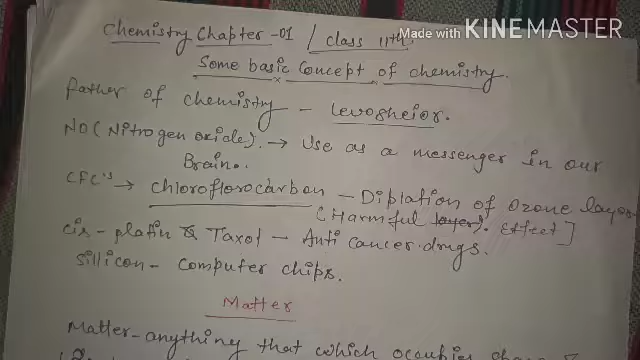 Made with KINEMASTER
Chemistry Chapter -01 / Class 11th.
Some basic Concept of chemistry.
Father of chemistry - Levosheior.
NO (Nitrogen oxide). → Use as a messenger in our
Brain.
CFC's → Chloroflorocarbon - Diplation of Ozone layer
[Harmful layer). Effect]
Cis-platin & Taxol - Anti cancer drugs.
Sillicon - Computer chips.
Matter
Matter - anything that which occupies